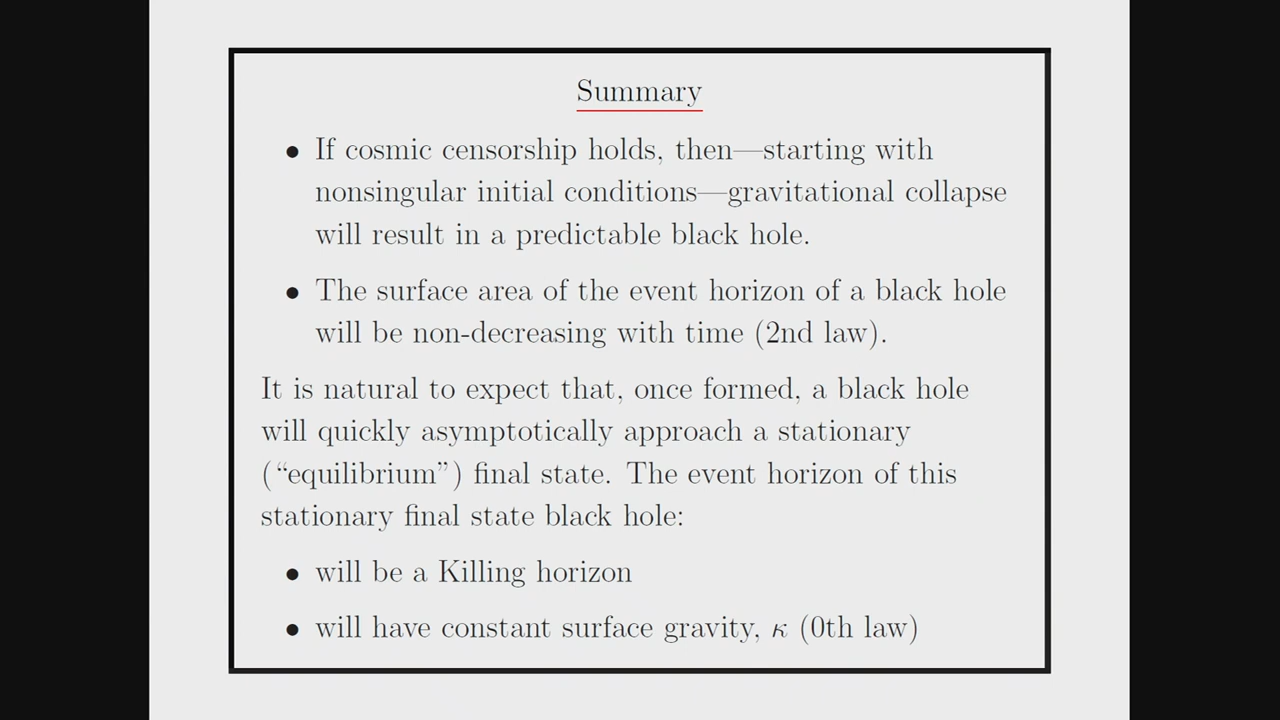 Summary
• If cosmic censorship holds, then—starting with
nonsingular initial conditions—gravitational collapse
will result in a predictable black hole.
• The surface area of the event horizon of a black hole
will be non-decreasing with time (2nd law).
It is natural to expect that, once formed, a black hole
will quickly asymptotically approach a stationary
(“equilibrium”) final state. The event horizon of this
stationary final state black hole:
• will be a Killing horizon
• will have constant surface gravity, κ (0th law)